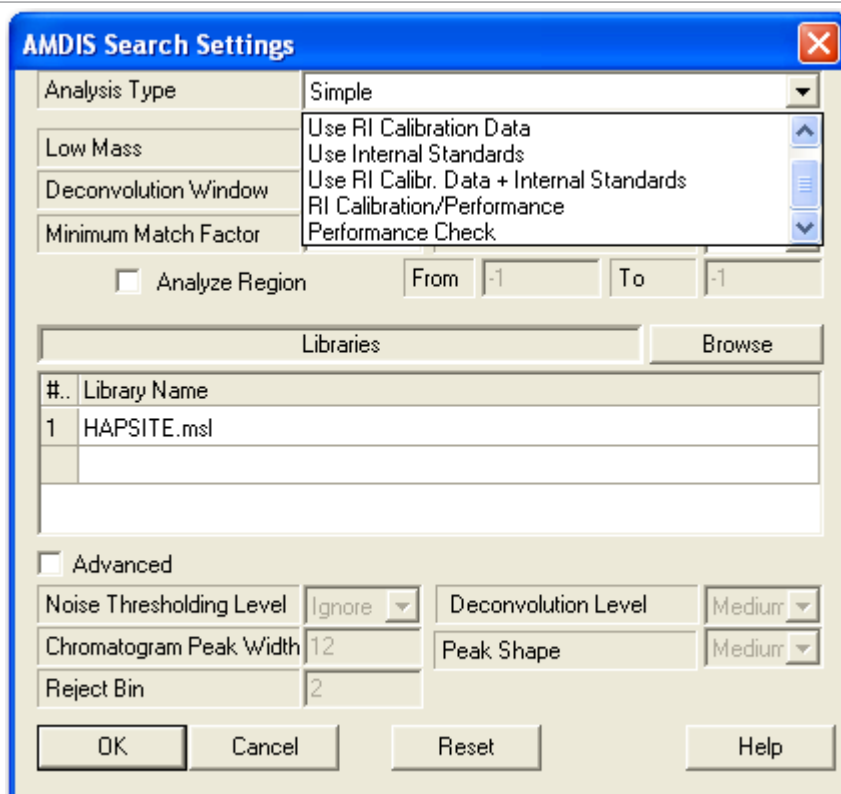 AMDIS Search Settings
Analysis Type Simple
Use RI Calibration Data
Low Mass Use Internal Standards
Deconvolution Window Use RI Calibr. Data + Internal Standards
RI Calibration/Performance
Minimum Match Factor Performance Check
Analyze Region From -1 To -1
Libraries Browse
#.. Library Name
1 HAPSITE.msl
Advanced
Noise Thresholding Level Ignore Deconvolution Level Medium
Chromatogram Peak Width 12 Peak Shape Medium
Reject Bin 2
OK Cancel Reset Help